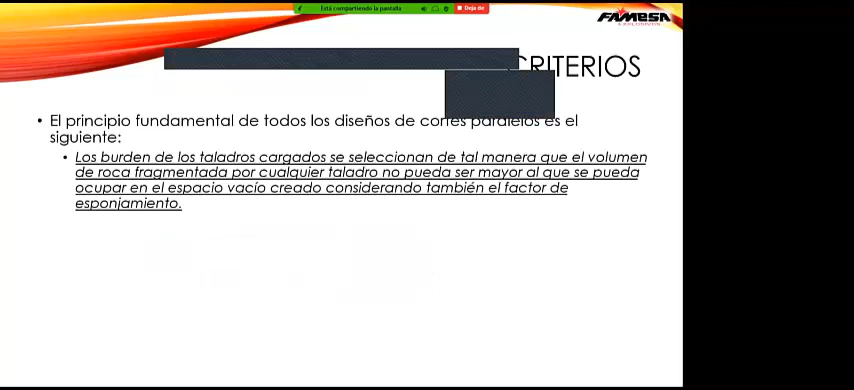 Está compartiendo la pantalla Deja de
FAMESA
EXPLOSIVOS
CRITERIOS
• El principio fundamental de todos los diseños de cortes paralelos es el
siguiente:
• Los burden de los taladros cargados se seleccionan de tal manera que el volumen
de roca fragmentada por cualquier taladro no pueda ser mayor al que se pueda
ocupar en el espacio vacío creado considerando también el factor de
esponjamiento.